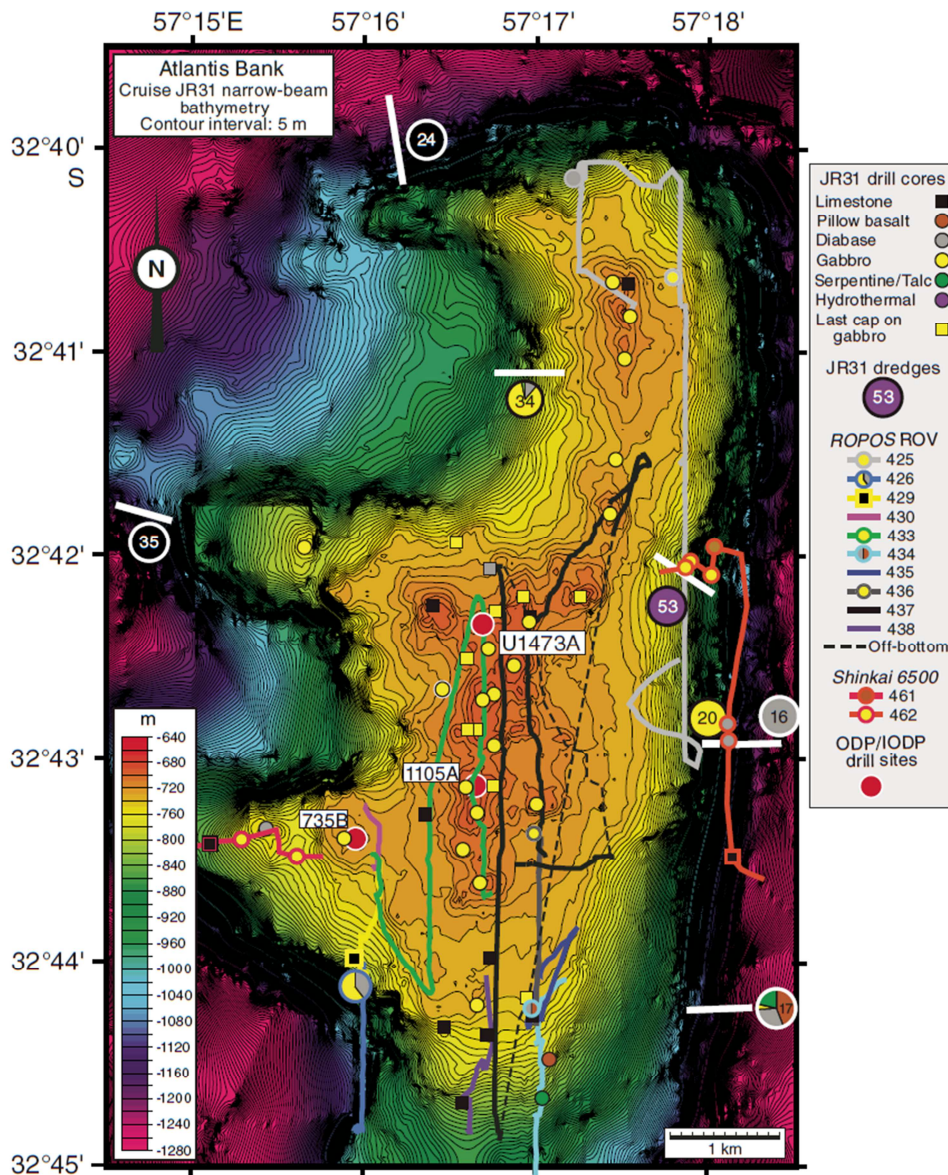 57°15'E
57°16'
57°17'
57°18'
Atlantis Bank
Cruise JR31 narrow-beam
bathymetry
Contour interval: 5 m
32°40'
S
32°41'
32°42'
32°43'
32°44'
32°45'
N
24
34
35
53
U1473A
20
16
1105A
735B
17
m
-640
-680
-720
-760
-800
-840
-880
-920
-960
-1000
-1040
-1080
-1120
-1160
-1200
-1240
-1280
1 km
JR31 drill cores
Limestone
Pillow basalt
Diabase
Gabbro
Serpentine/Talc
Hydrothermal
Last cap on
gabbro
JR31 dredges
53
ROPOS ROV
425
426
429
430
433
434
435
436
437
438
Off-bottom
Shinkai 6500
461
462
ODP/IODP
drill sites